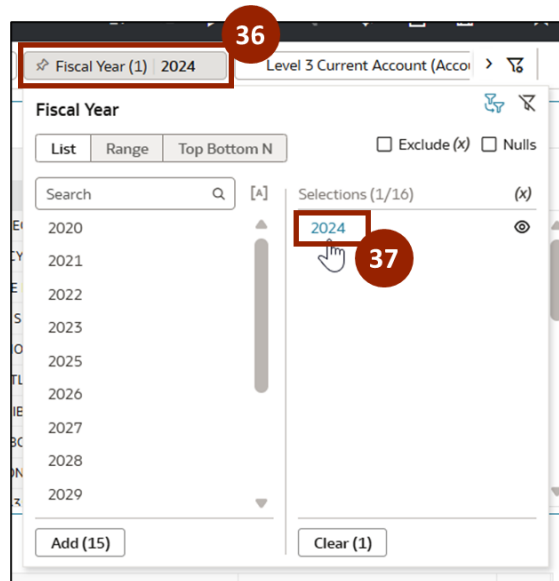 36
Fiscal Year (1) 2024
Level 3 Current Account (Accou
Fiscal Year
List Range Top Bottom N
Exclude (x) Nulls
Search [A]
Selections (1/16) (x)
2020
2024
37
2021
2022
2023
2025
2026
2027
2028
2029
Add (15)
Clear (1)